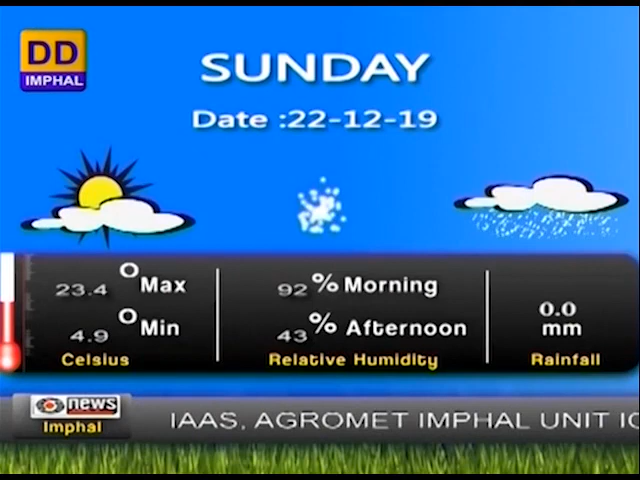 DD
IMPHAL
SUNDAY
Date :22-12-19
23.4 O Max
92 % Morning
4.9 O Min
43 % Afternoon
0.0
mm
Celsius
Relative Humidity
Rainfall
news
Imphal
IAAS, AGROMET IMPHAL UNIT